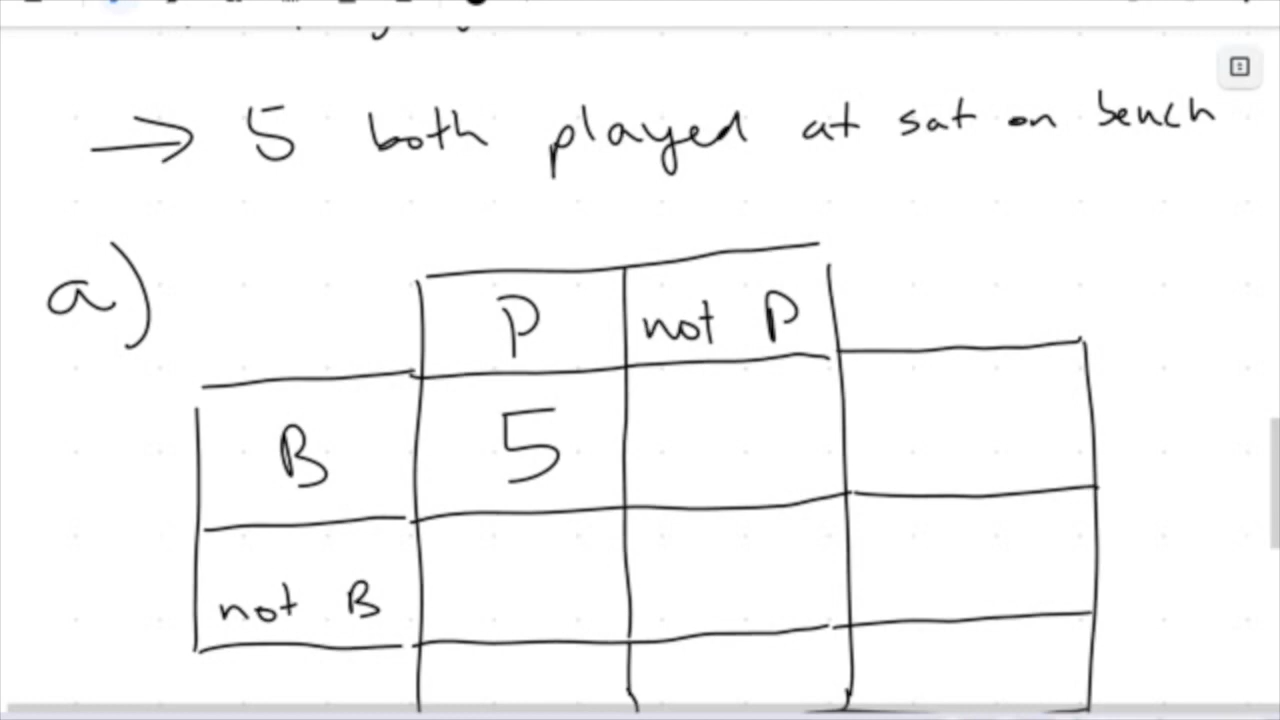 → 5 both played at sat on bench
a)
P not P
B 5
not B